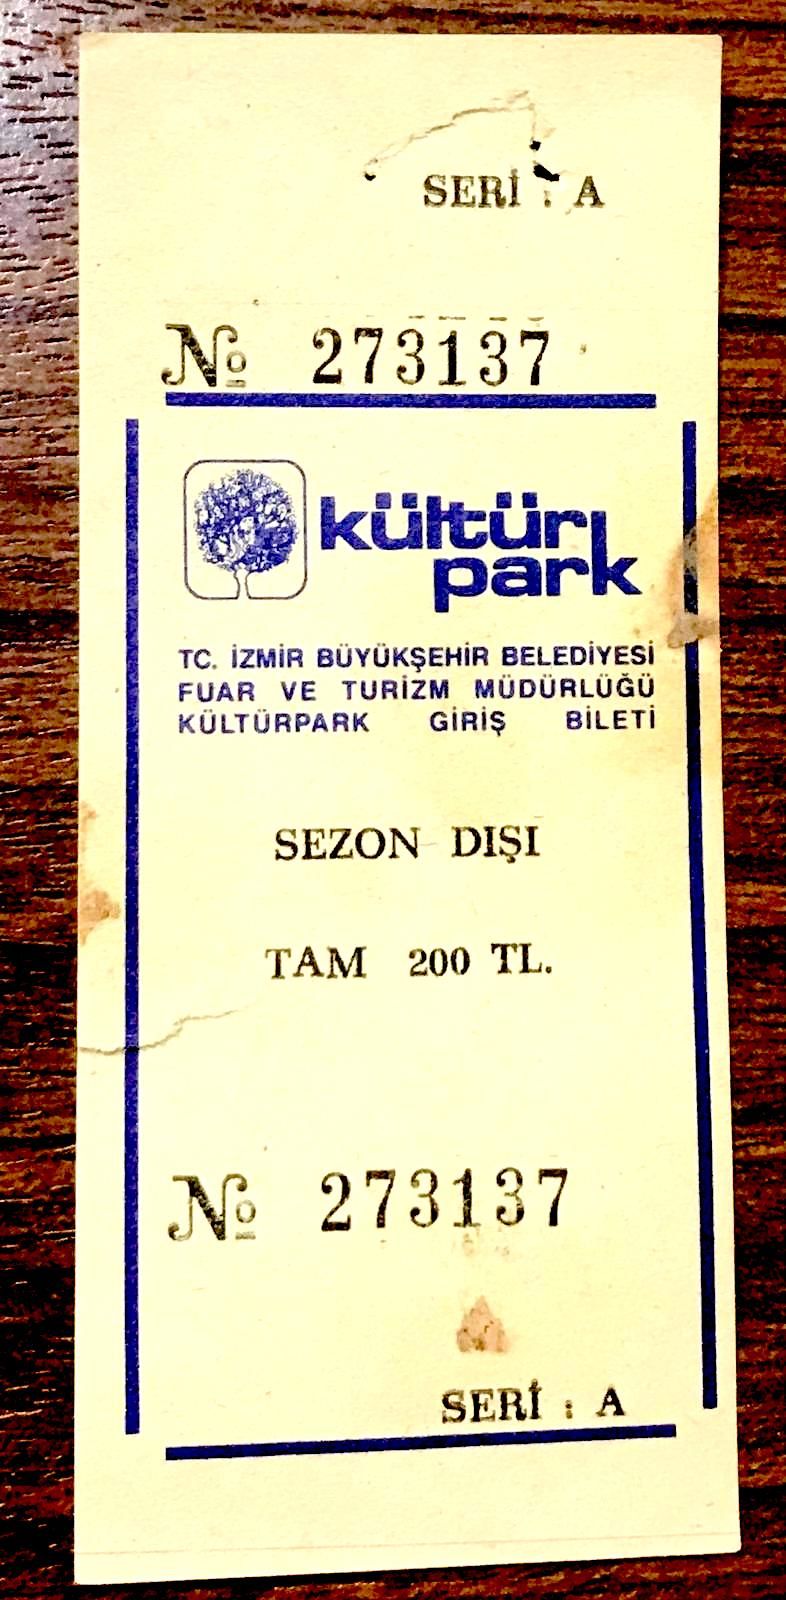 SERİ : A
№ 273137
kültür
park
TC. İZMİR BÜYÜKŞEHİR BELEDİYESİ
FUAR VE TURİZM MÜDÜRLÜĞÜ
KÜLTÜRPARK GİRİŞ BİLETİ
SEZON DIŞI
TAM 200 TL.
№ 273137
SERİ : A